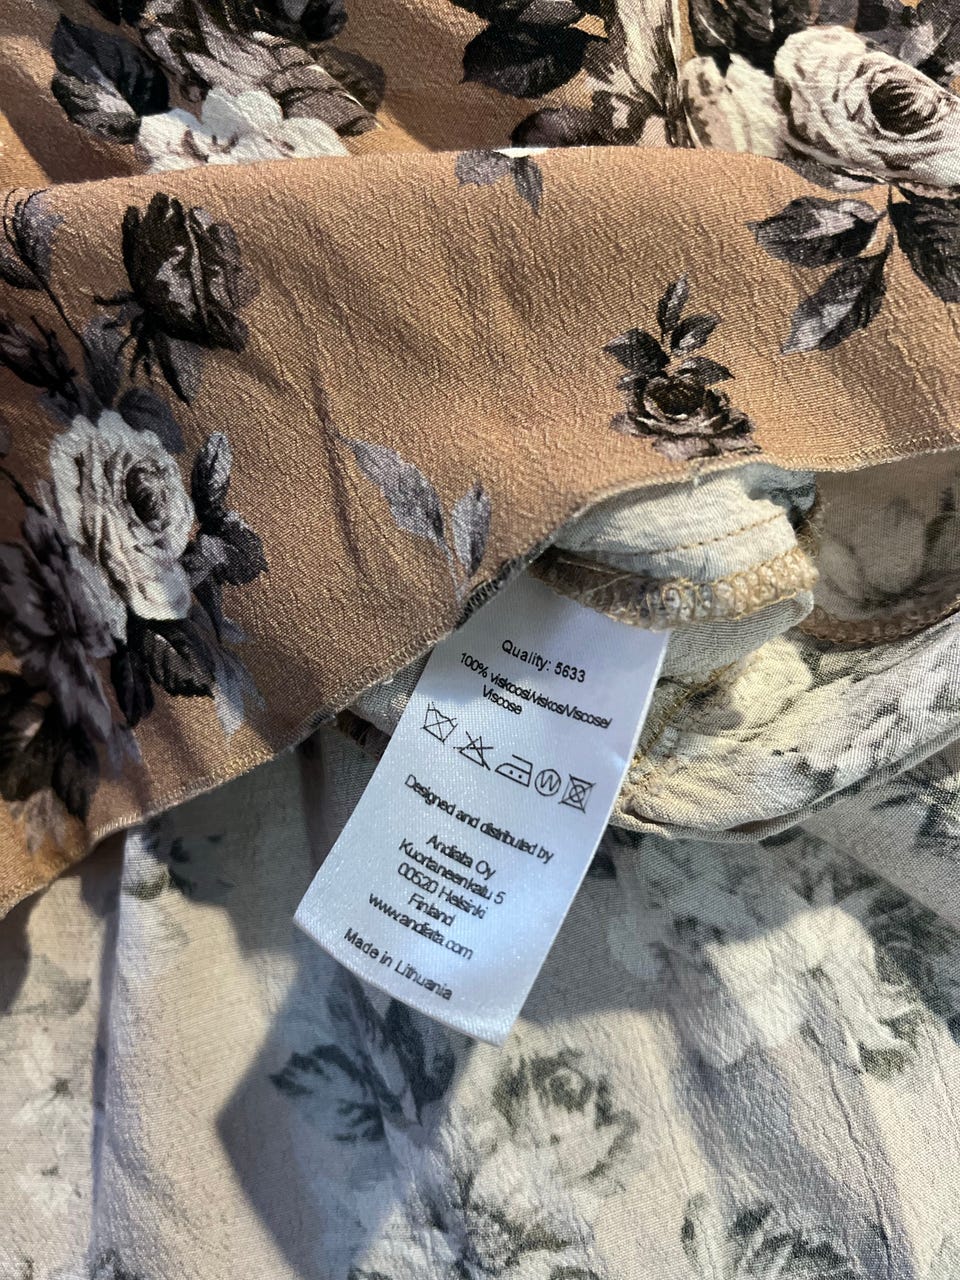 Quality: 5633
100% viskoosi/viskos/Viscose/
Viscose
W
Designed and distributed by
Andiata Oy
Kuortaneenkatu 5
00520 Helsinki
Finland
www.andiata.com
Made in Lithuania